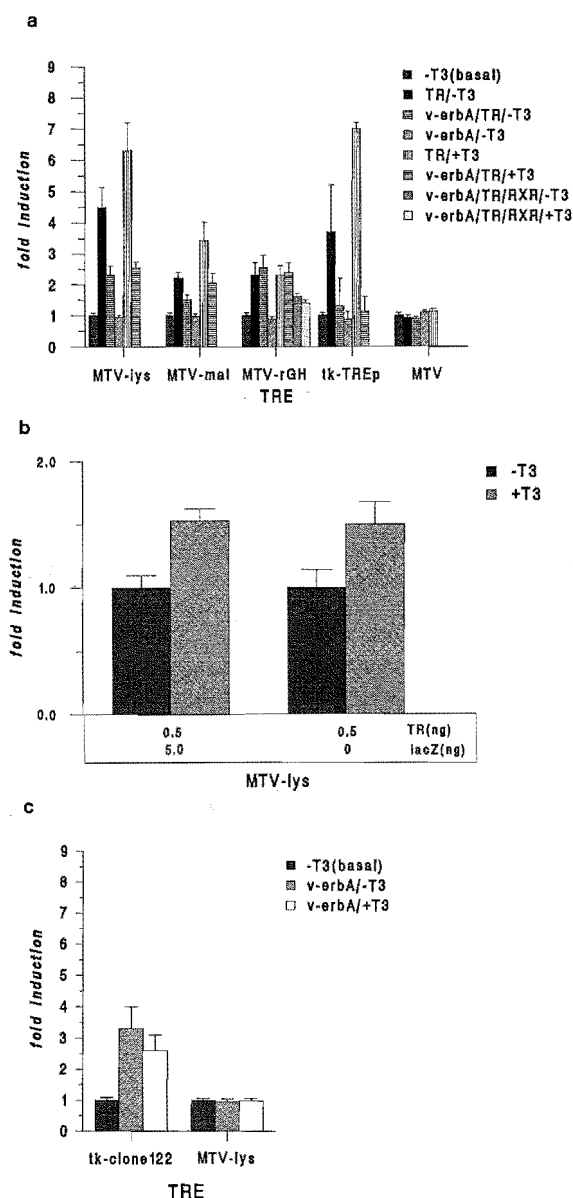 a
9
8
7
6
5
4
3
2
1
0
fold induction
-T3(basal)
TR/-T3
v-erbA/TR/-T3
v-erbA/-T3
TR/+T3
v-erbA/TR/+T3
v-erbA/TR/RXR/-T3
v-erbA/TR/RXR/+T3
MTV-lys MTV-mal MTV-rGH tk-TREp MTV
TRE
b
2.0
1.0
0.0
fold induction
-T3
+T3
0.5 0.5 TR(ng)
5.0 0 lacZ(ng)
MTV-lys
c
9
8
7
6
5
4
3
2
1
0
fold induction
-T3(basal)
v-erbA/-T3
v-erbA/+T3
tk-clone122 MTV-lys
TRE